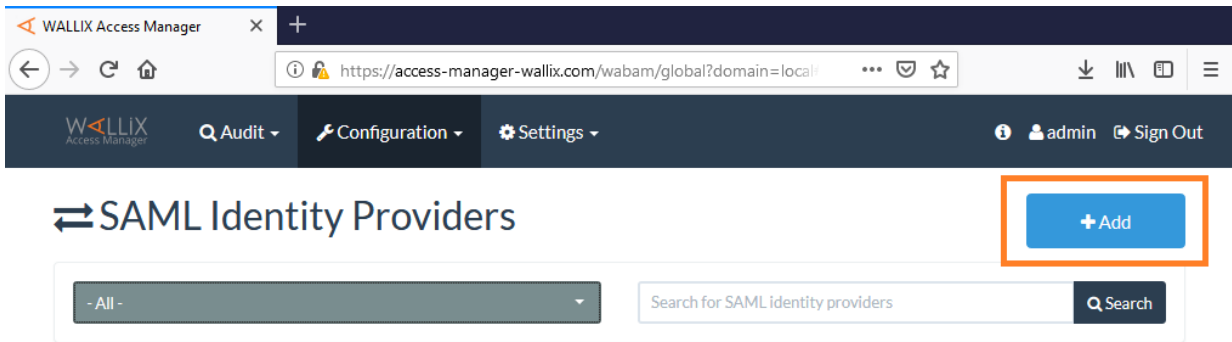 WALLIX Access Manager
https://access-manager-wallix.com/wabam/global?domain=local
WALLIX
Access Manager
Audit
Configuration
Settings
admin
Sign Out
SAML Identity Providers
Add
- All -
Search for SAML identity providers
Search